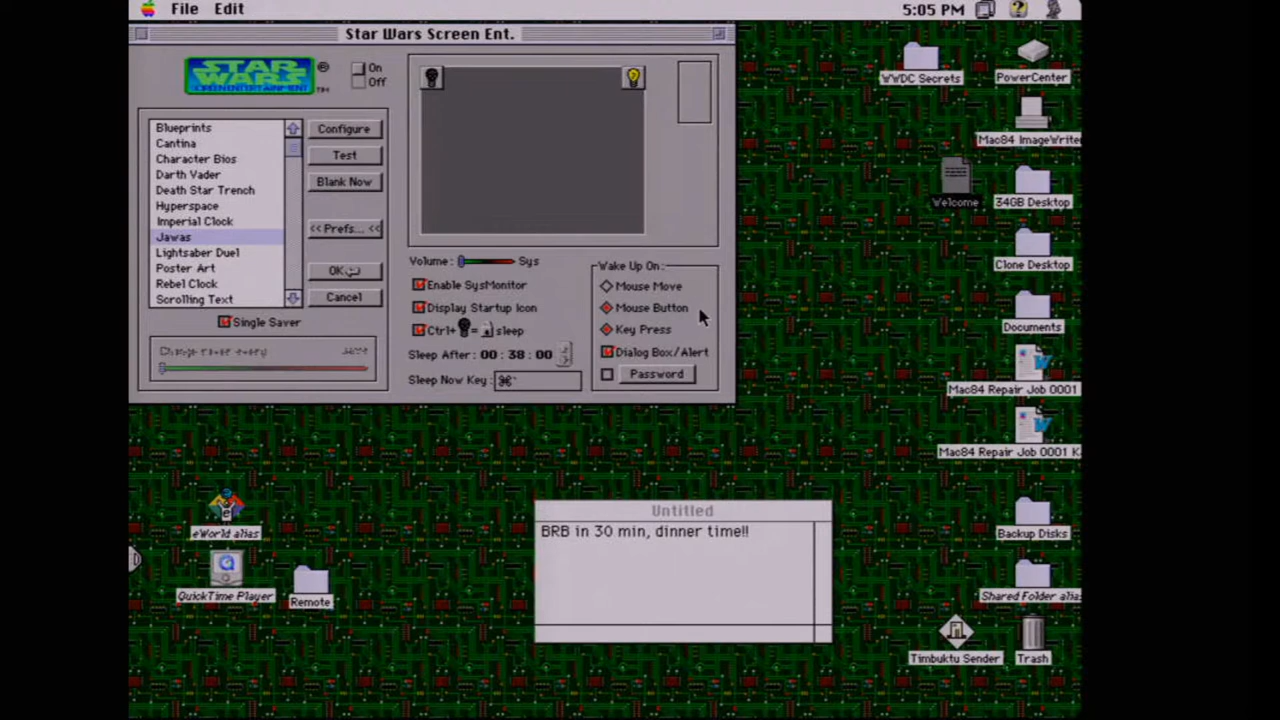 File Edit
5:05 PM
Star Wars Screen Ent.
STAR WARS ®
SCREEN ENTERTAINMENT TM
On
Off
Blueprints
Cantina
Character Bios
Darth Vader
Death Star Trench
Hyperspace
Imperial Clock
Jawas
Lightsaber Duel
Poster Art
Rebel Clock
Scrolling Text
Single Saver
Configure
Test
Blank Now
<< Prefs... <<
OK
Cancel
Volume: Sys
Enable SysMonitor
Display Startup Icon
Ctrl+ = sleep
Sleep After: 00 : 38 : 00
Sleep Now Key: ⌘`
Wake Up On:
Mouse Move
Mouse Button
Key Press
Dialog Box/Alert
Password
WWDC Secrets
PowerCenter
Mac84 ImageWriter
Welcome
34GB Desktop
Clone Desktop
Documents
Mac84 Repair Job 0001
Mac84 Repair Job 0001 K
eWorld alias
QuickTime Player
Remote
Untitled
BRB in 30 min, dinner time!!
Backup Disks
Shared Folder alias
Timbuktu Sender
Trash